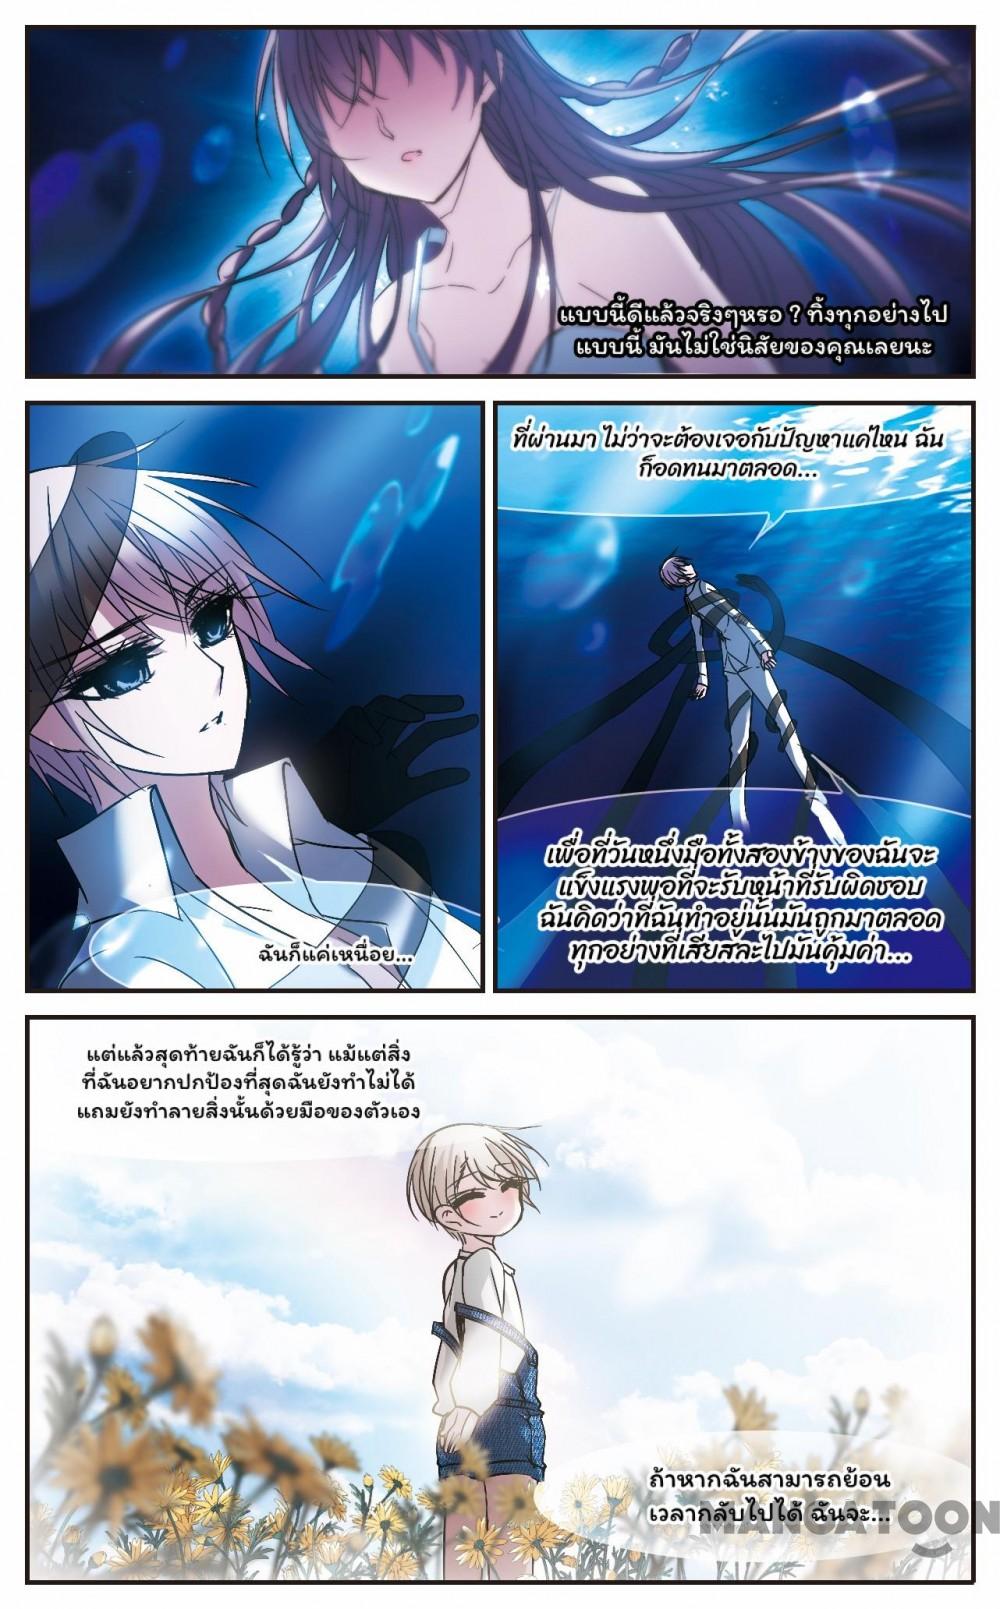 แบบนี้ดีแล้วจริงๆหรอ ? ทิ้งทุกอย่างไป
แบบนี้ มันไม่ใช่นิสัยของคุณเลยนะ
ฉันก็แค่เหนื่อย...
ที่ผ่านมา ไม่ว่าจะต้องเจอกับปัญหาแค่ไหน ฉัน
ก็อดทนมาตลอด...
เพื่อที่วันหนึ่งมือทั้งสองข้างของฉันจะ
แข็งแรงพอที่จะรับหน้าที่รับผิดชอบ
ฉันคิดว่าที่ฉันทำอยู่นั้นมันถูกมาตลอด
ทุกอย่างที่เสียสละไปมันคุ้มค่า...
แต่แล้วสุดท้ายฉันก็ได้รู้ว่า แม้แต่สิ่ง
ที่ฉันอยากปกป้องที่สุดฉันยังทำไม่ได้
แถมยังทำลายสิ่งนั้นด้วยมือของตัวเอง
ถ้าหากฉันสามารถย้อน
เวลากลับไปได้ ฉันจะ...
MANGATOON